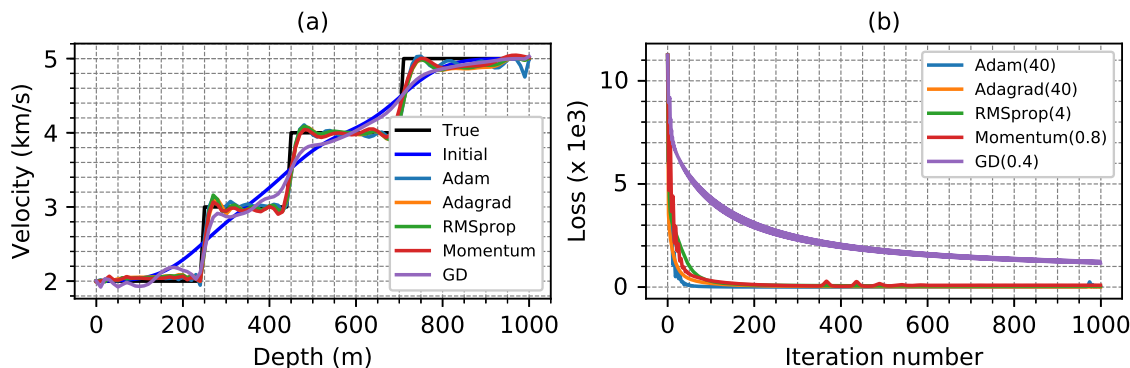 (a)
5
4
3
2
Velocity (km/s)
True
Initial
Adam
Adagrad
RMSprop
Momentum
GD
0 200 400 600 800 1000
Depth (m)
(b)
10
5
0
Loss (x 1e3)
Adam(40)
Adagrad(40)
RMSprop(4)
Momentum(0.8)
GD(0.4)
0 200 400 600 800 1000
Iteration number